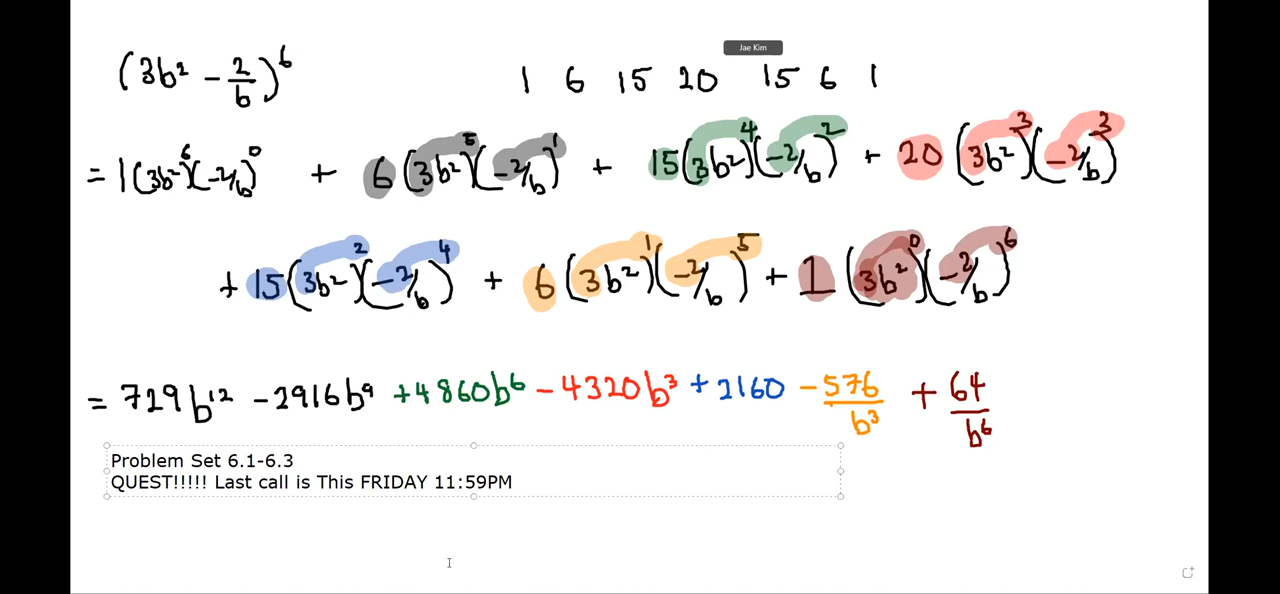 Jae Kim
(3b² - 2/b)⁶ 1 6 15 20 15 6 1
= 1(3b²)⁶(-2/b)⁰ + 6(3b²)⁵(-2/b)¹ + 15(3b²)⁴(-2/b)² + 20(3b²)³(-2/b)³
+ 15(3b²)²(-2/b)⁴ + 6(3b²)¹(-2/b)⁵ + 1(3b²)⁰(-2/b)⁶
= 729b¹² - 2916b⁹ + 4860b⁶ - 4320b³ + 2160 - 576/b³ + 64/b⁶
Problem Set 6.1-6.3
QUEST!!!!! Last call is This FRIDAY 11:59PM